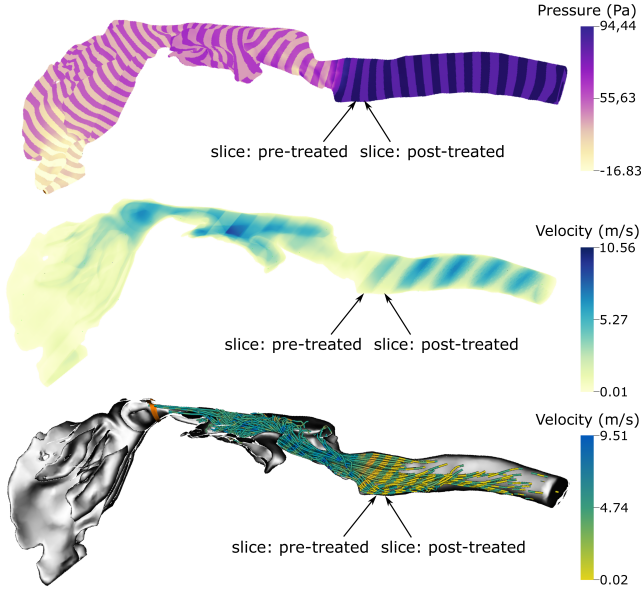 Pressure (Pa)
94,44
55,63
-16.83
slice: pre-treated slice: post-treated
Velocity (m/s)
10.56
5.27
0.01
slice: pre-treated slice: post-treated
Velocity (m/s)
9.51
4.74
0.02
slice: pre-treated slice: post-treated